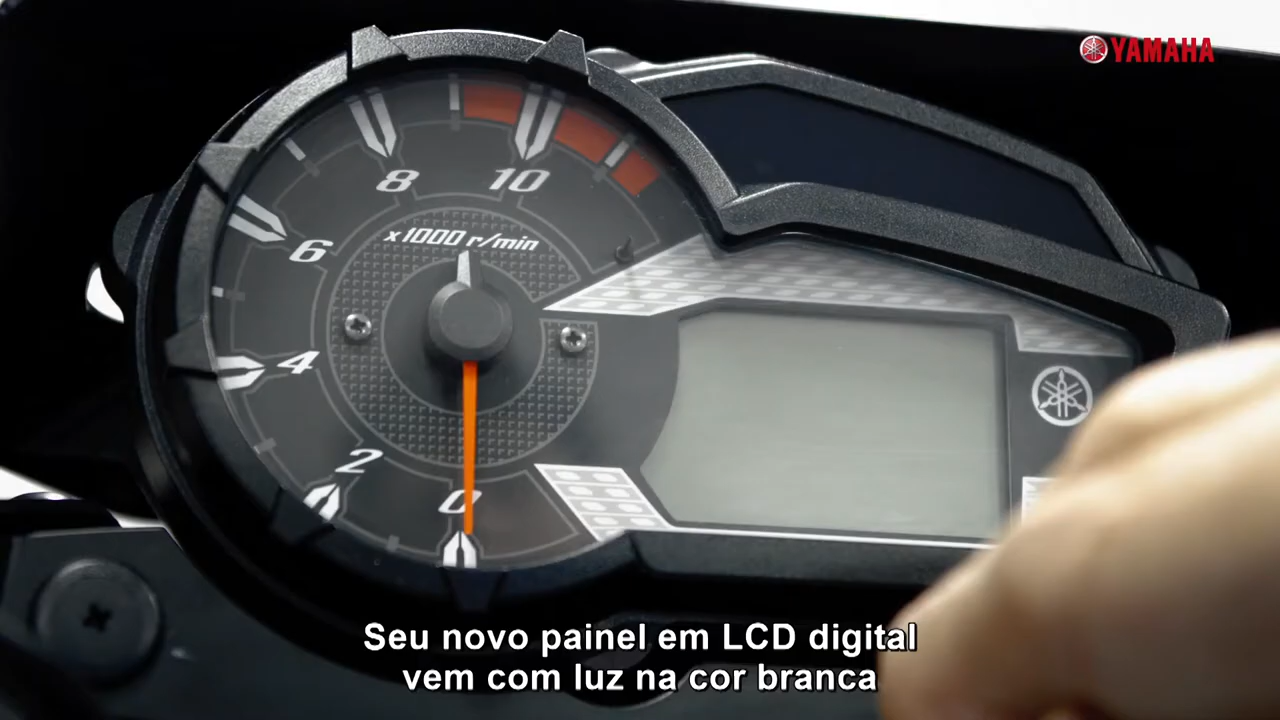 YAMAHA
8
10
x1000 r/min
6
4
2
0
Seu novo painel em LCD digital
vem com luz na cor branca